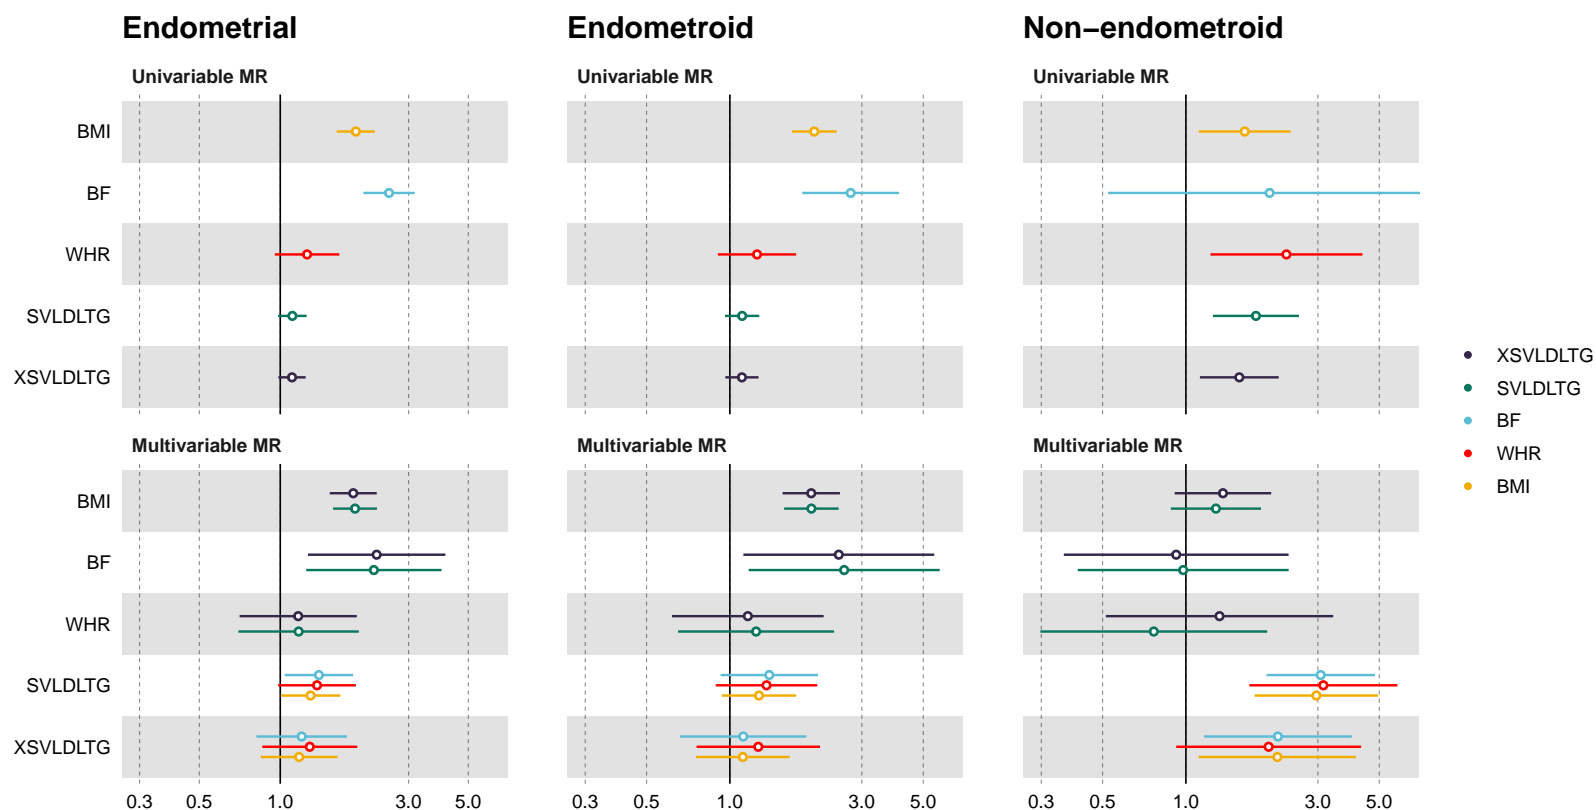 Endometrial Endometroid Non−endometroid
Univariable MR Univariable MR Univariable MR
BMI
BF
WHR
SVLDLTG
XSVLDLTG
Multivariable MR Multivariable MR Multivariable MR
BMI
BF
WHR
SVLDLTG
XSVLDLTG
0.3 0.5 1.0 3.0 5.0 0.3 0.5 1.0 3.0 5.0 0.3 0.5 1.0 3.0 5.0
XSVLDLTG
SVLDLTG
BF
WHR
BMI